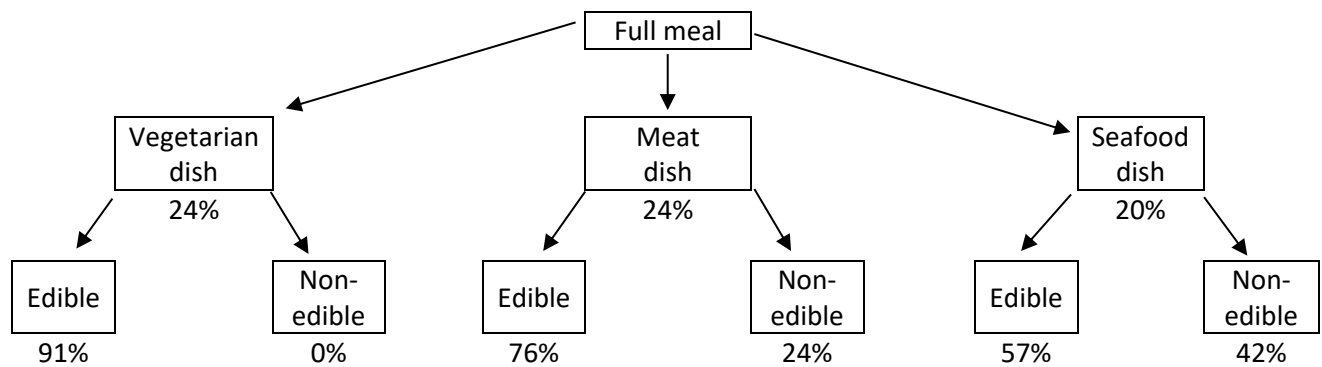 Full meal
Vegetarian
dish
24%
Meat
dish
24%
Seafood
dish
20%
Edible
91%
Non-
edible
0%
Edible
76%
Non-
edible
24%
Edible
57%
Non-
edible
42%